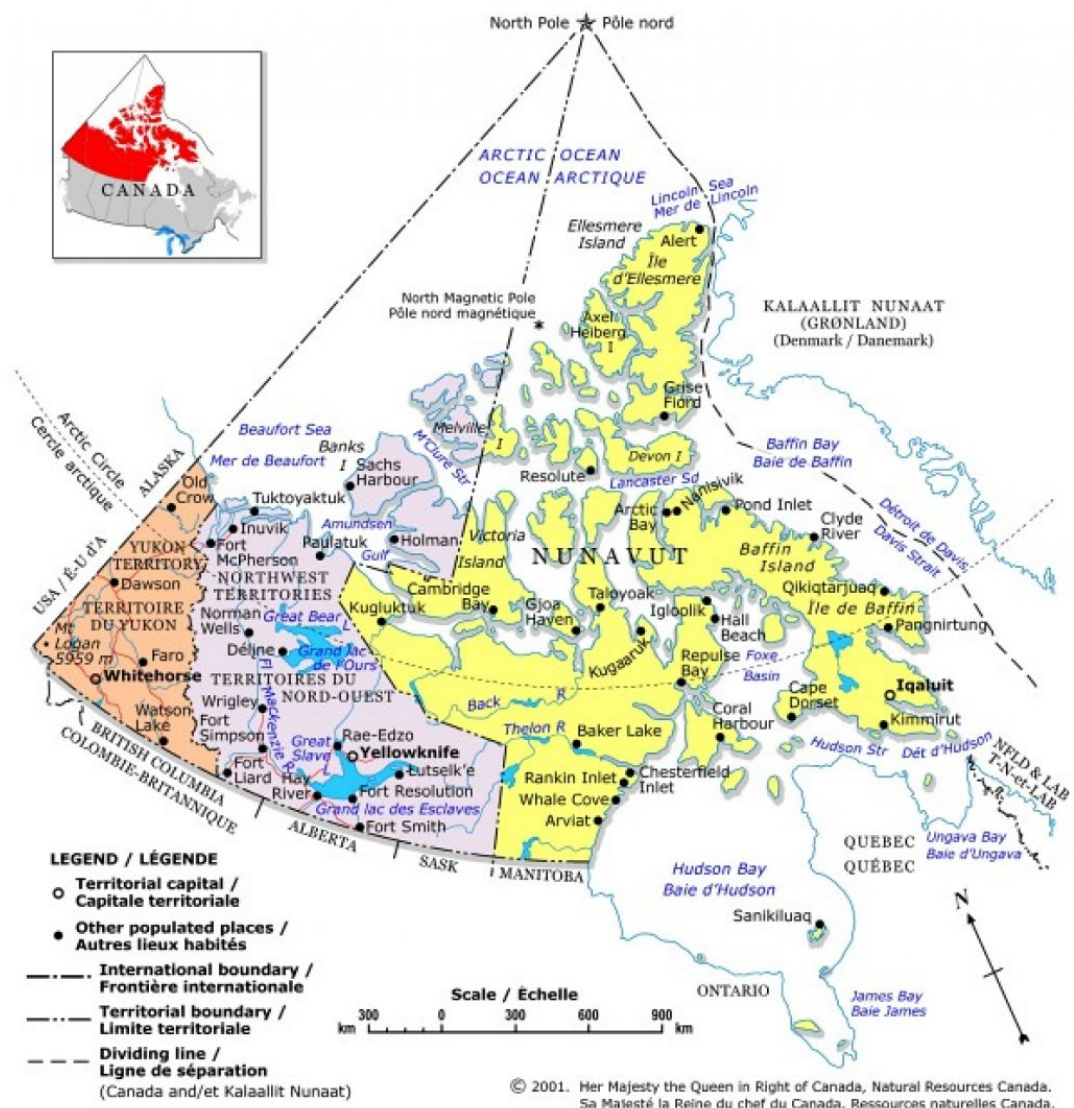 North Pole Pôle nord
CANADA
ARCTIC OCEAN
OCEAN ARCTIQUE
Lincoln Sea
Mer de Lincoln
Ellesmere
Island
Alert
Île
d'Ellesmere
North Magnetic Pole
Pôle nord magnétique
Axel
Heiberg
I
KALAALLIT NUNAAT
(GRØNLAND)
(Denmark / Danemark)
Grise
Fiord
Arctic Circle
Cercle arctique
Beaufort Sea
Mer de Beaufort
Banks
I
Sachs
Harbour
Melville
I
M'Clure Str
Devon I
Resolute
Lancaster Sd
Baffin Bay
Baie de Baffin
ALASKA
Old
Crow
Tuktoyaktuk
Inuvik
Fort
McPherson
Amundsen
Gulf
Paulatuk
Holman
Victoria
Island
Arctic
Bay
Nanisivik
Pond Inlet
Clyde
River
Détroit de Davis
Davis Strait
NUNAVUT
Baffin
Island
Île de Baffin
USA / É-U d'A
YUKON
TERRITORY
Dawson
TERRITOIRE
DU YUKON
NORTHWEST
TERRITORIES
Norman
Wells
Great Bear L
Déline
Grand lac
de l'Ours
TERRITOIRES DU
NORD-OUEST
Kugluktuk
Cambridge
Bay
Gjoa
Haven
Taloyoak
Kugaaruk
Igloolik
Hall
Beach
Qikiqtarjuaq
Pangnirtung
Mt
Logan
5959 m
Faro
Whitehorse
Watson
Lake
Wrigley
Fort
Simpson
Fl Mackenzie R
Repulse
Bay
Foxe
Basin
Cape
Dorset
Iqaluit
Kimmirut
Coral
Harbour
Back R
Thelon R
Baker Lake
Hudson Str Dét d'Hudson
Great
Slave
L
Rae-Edzo
Yellowknife
Łutselk'e
Fort
Liard
Hay
River
Fort Resolution
Grand lac des Esclaves
Fort Smith
Rankin Inlet
Chesterfield
Inlet
Whale Cove
Arviat
BRITISH COLUMBIA
COLOMBIE-BRITANNIQUE
ALBERTA
SASK
MANITOBA
NFLD & LAB
T-N-et-LAB
QUEBEC
QUÉBEC
Ungava Bay
Baie d'Ungava
Hudson Bay
Baie d'Hudson
Sanikiluaq
N
ONTARIO
James Bay
Baie James
LEGEND / LÉGENDE
Territorial capital /
Capitale territoriale
Other populated places /
Autres lieux habités
International boundary /
Frontière internationale
Territorial boundary /
Limite territoriale
Dividing line /
Ligne de séparation
(Canada and/et Kalaallit Nunaat)
Scale / Échelle
300 0 300 600 900
km km
© 2001. Her Majesty the Queen in Right of Canada, Natural Resources Canada.
Sa Majesté la Reine du chef du Canada, Ressources naturelles Canada.